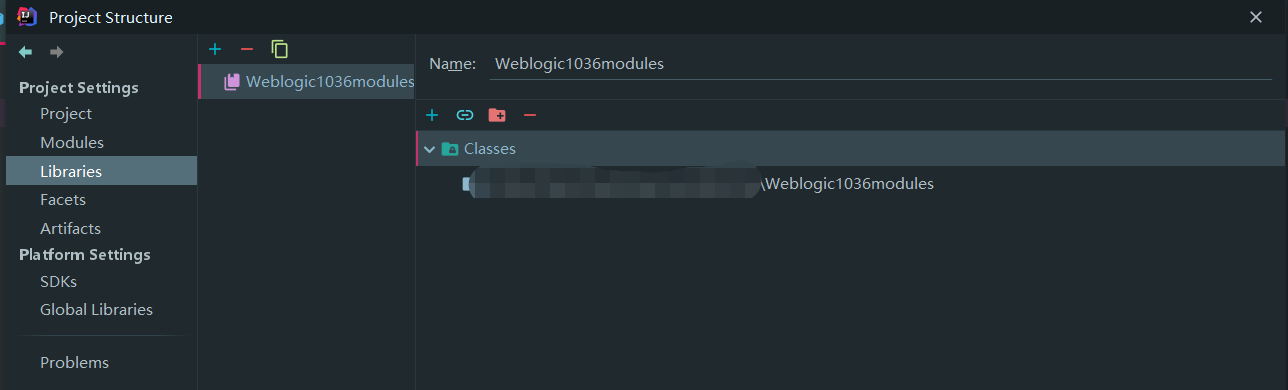 Project Structure
Project Settings
Project
Modules
Libraries
Facets
Artifacts
Platform Settings
SDKs
Global Libraries
Problems
Weblogic1036modules
Name: Weblogic1036modules
Classes
\Weblogic1036modules